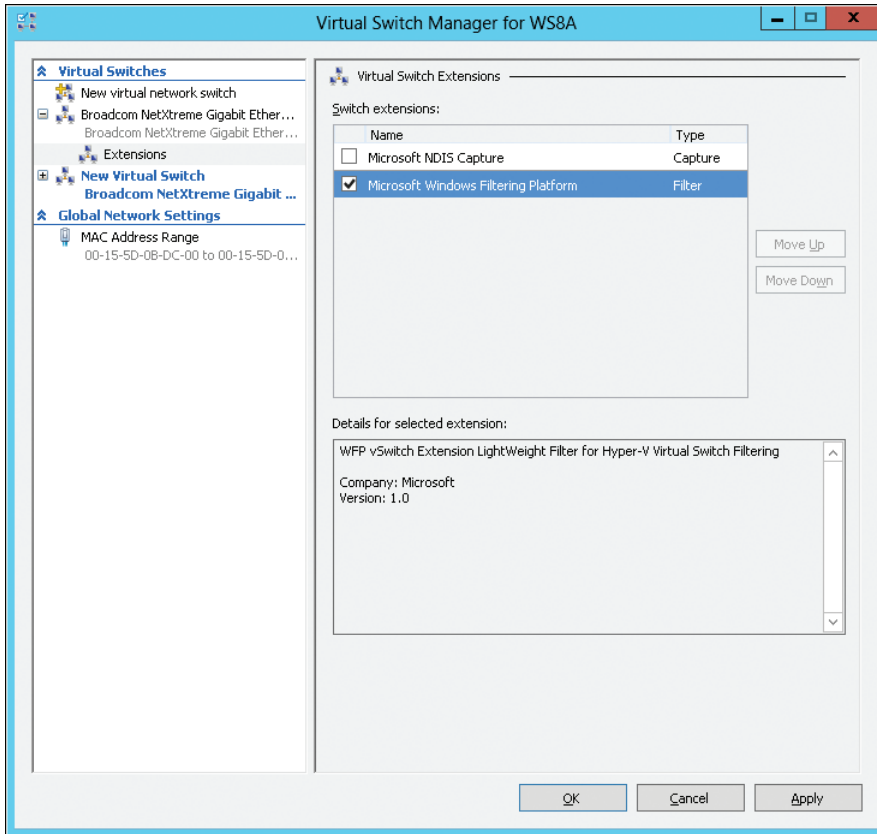 Virtual Switch Manager for WS8A
Virtual Switches
New virtual network switch
Broadcom NetXtreme Gigabit Ether...
Broadcom NetXtreme Gigabit Ether...
Extensions
New Virtual Switch
Broadcom NetXtreme Gigabit ...
Global Network Settings
MAC Address Range
00-15-5D-0B-DC-00 to 00-15-5D-0...
Virtual Switch Extensions
Switch extensions:
Name Type
Microsoft NDIS Capture Capture
Microsoft Windows Filtering Platform Filter
Move Up
Move Down
Details for selected extension:
WFP vSwitch Extension LightWeight Filter for Hyper-V Virtual Switch Filtering
Company: Microsoft
Version: 1.0
OK Cancel Apply